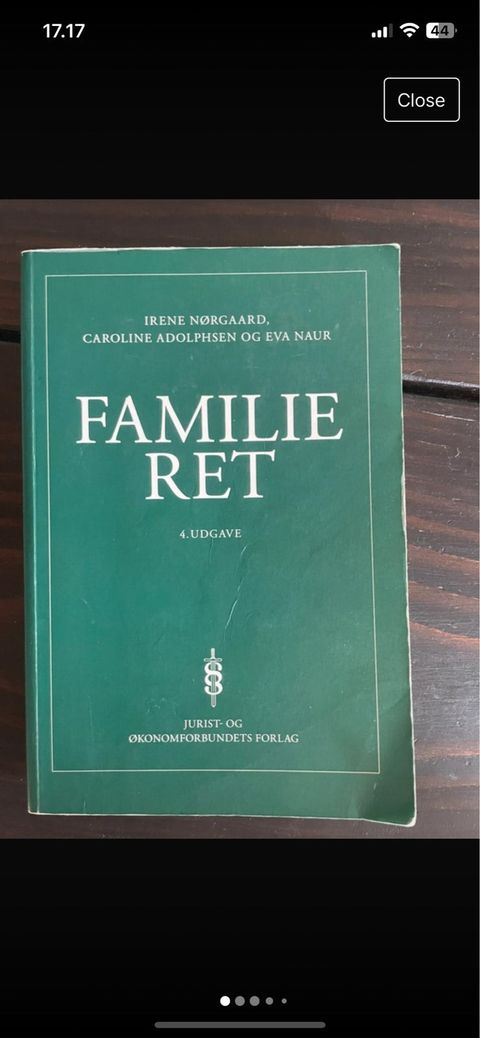 17.17
44
Close
IRENE NØRGAARD,
CAROLINE ADOLPHSEN OG EVA NAUR
FAMILIE
RET
4.UDGAVE
JURIST- OG
ØKONOMFORBUNDETS FORLAG